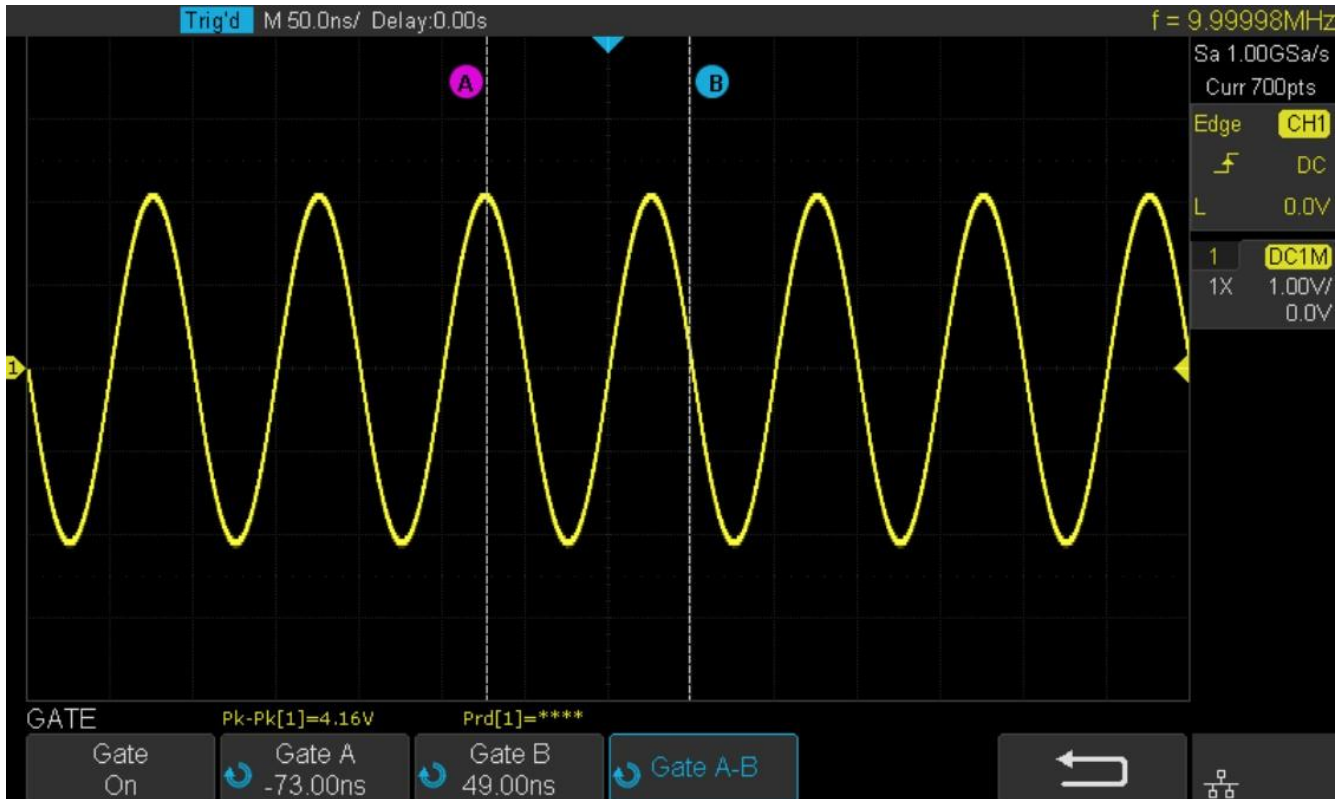 Trig'd M 50.0ns/ Delay:0.00s f = 9.99998MHz
Sa 1.00GSa/s
Curr 700pts
A B
Edge CH1
DC
L 0.0V
1 DC1M
1X 1.00V/
0.0V
1
GATE Pk-Pk[1]=4.16V Prd[1]=****
Gate Gate A Gate B Gate A-B
On -73.00ns 49.00ns